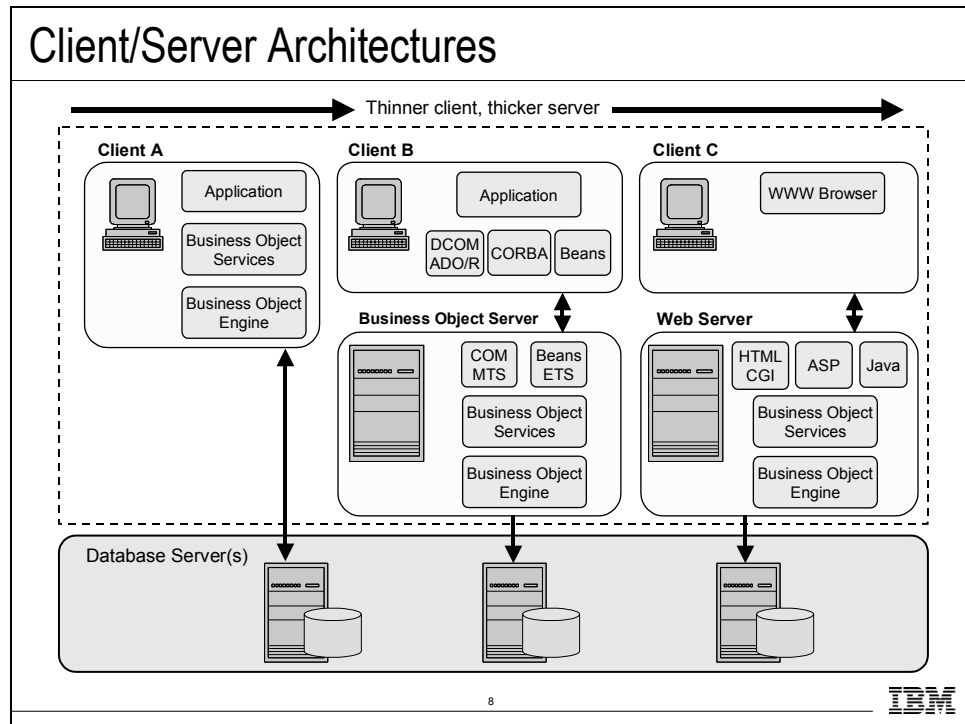 Client/Server Architectures
Thinner client, thicker server
Client A
Application
Business Object
Services
Business Object
Engine
Client B
Application
DCOM
ADO/R
CORBA
Beans
Client C
WWW Browser
Business Object Server
COM
MTS
Beans
ETS
Business Object
Services
Business Object
Engine
Web Server
HTML
CGI
ASP
Java
Business Object
Services
Business Object
Engine
Database Server(s)
8
IBM